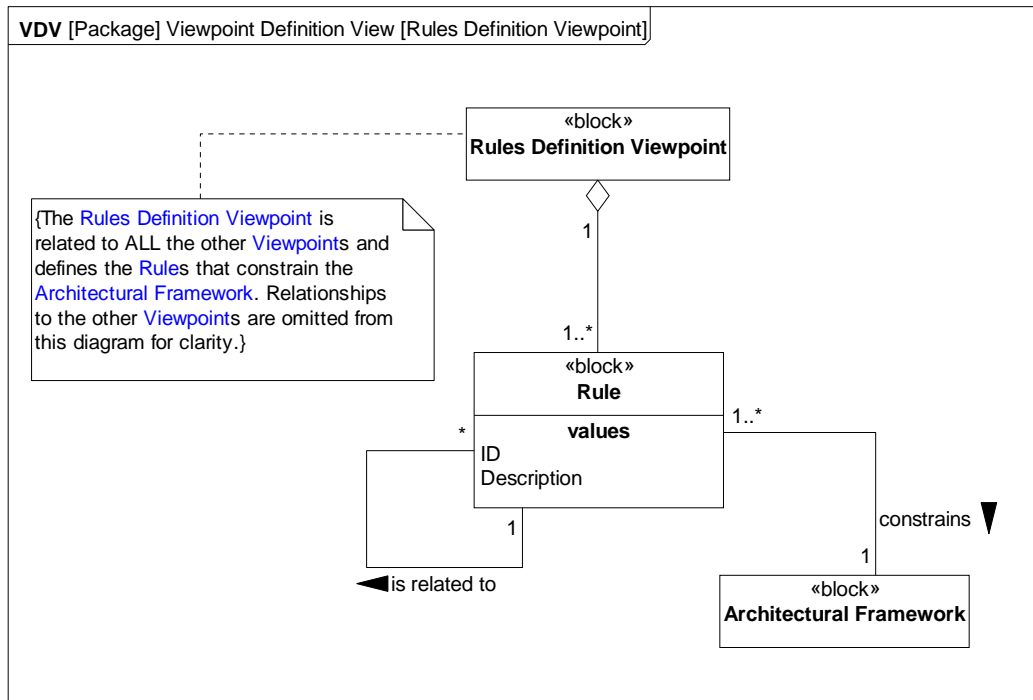 VDV [Package] Viewpoint Definition View [Rules Definition Viewpoint]
«block»
Rules Definition Viewpoint
1
{The Rules Definition Viewpoint is
related to ALL the other Viewpoints and
defines the Rules that constrain the
Architectural Framework. Relationships
to the other Viewpoints are omitted from
this diagram for clarity.}
1..*
«block»
Rule
values
ID
Description
*
1..*
1
is related to
constrains
1
«block»
Architectural Framework